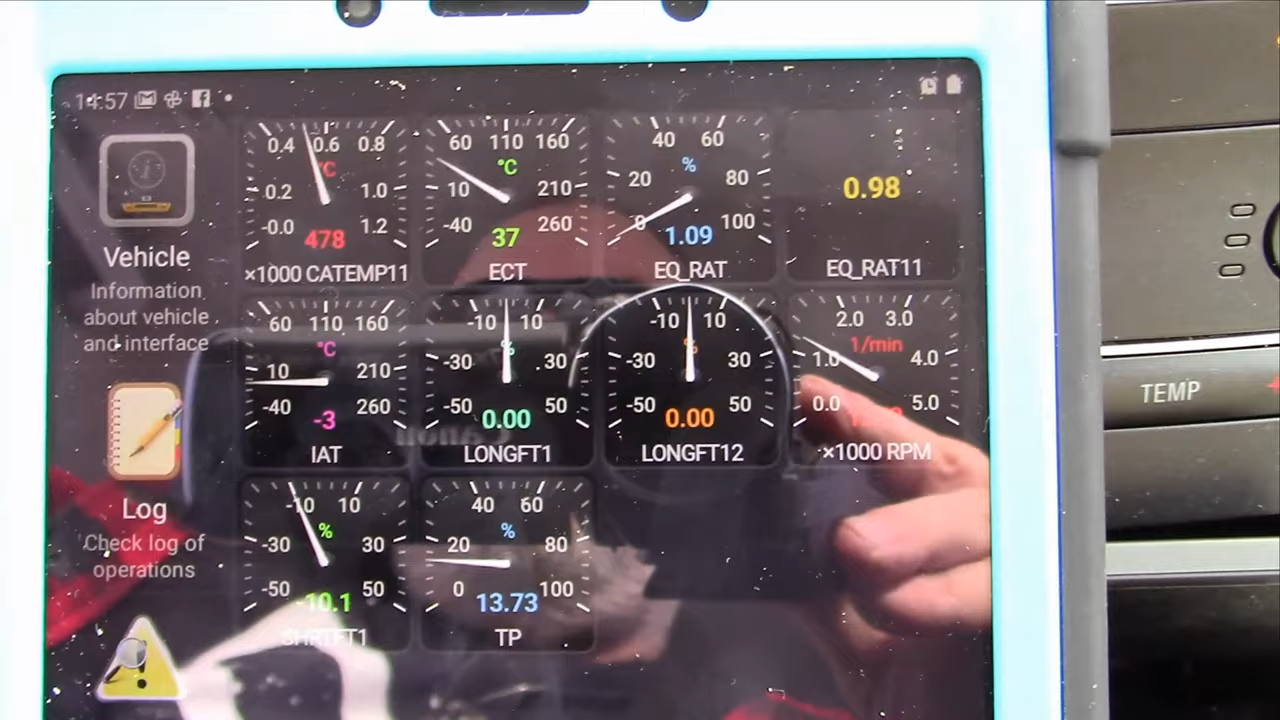 14:57
Vehicle
Information
about vehicle
and interface
Log
Check log of
operations
0.4 0.6 0.8
°C
0.2 1.0
-0.0 1.2
478
×1000 CATEMP11
60 110 160
°C
10 210
-40 260
37
ECT
40 60
%
20 80
0 100
1.09
EQ_RAT
0.98
EQ_RAT11
60 110 160
°C
10 210
-40 260
-3
IAT
-10 10
%
-30 30
-50 50
0.00
LONGFT1
-10 10
%
-30 30
-50 50
0.00
LONGFT12
2.0 3.0
1/min
1.0 4.0
0.0 5.0
×1000 RPM
-10 10
%
-30 30
-50 50
-10.1
SHRTFT1
40 60
%
20 80
0 100
13.73
TP
TEMP